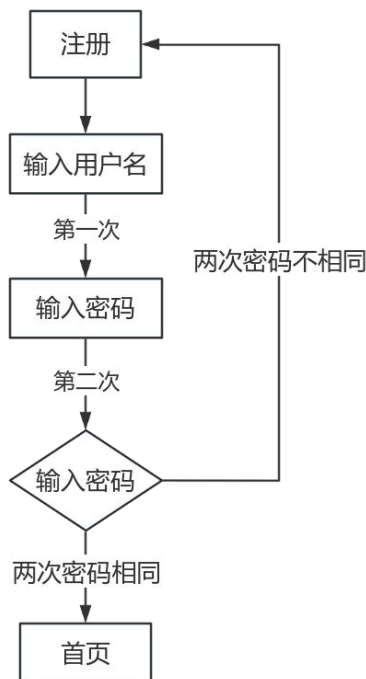 注册
输入用户名
第一次
两次密码不相同
输入密码
第二次
输入密码
两次密码相同
首页